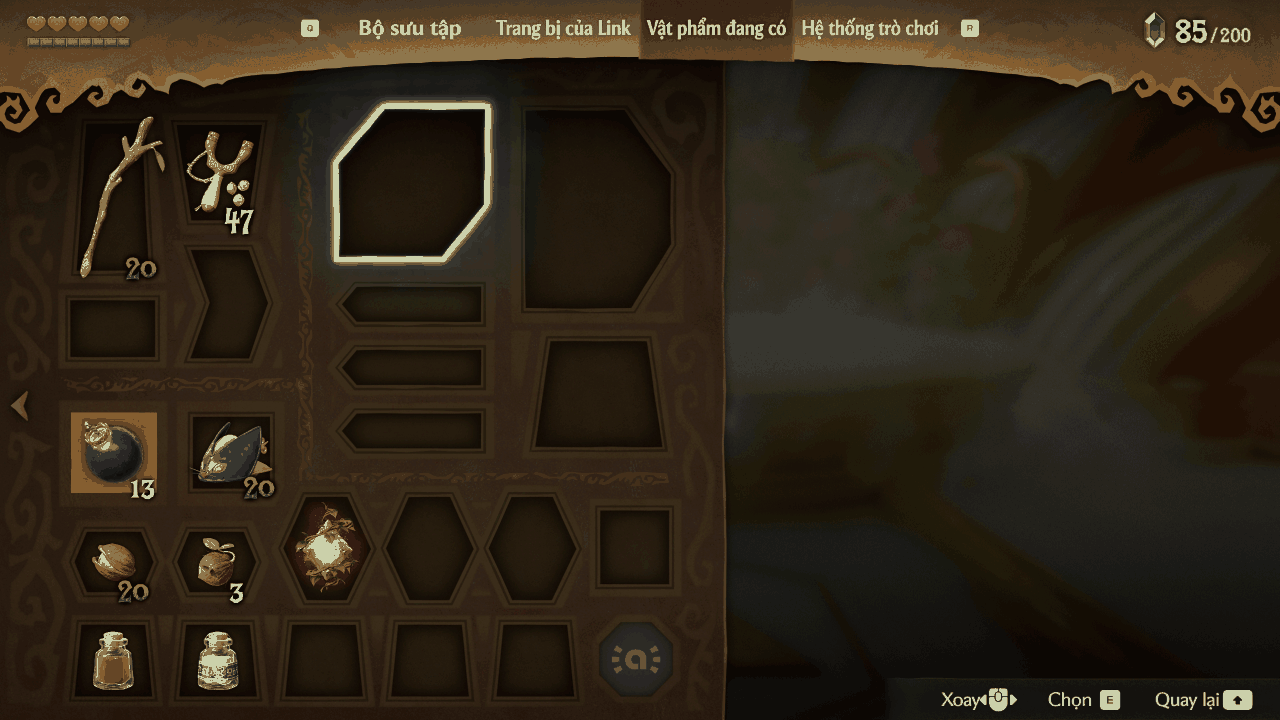 Q Bộ sưu tập Trang bị của Link Vật phẩm đang có Hệ thống trò chơi R 85/200
47
20
13
20
20
3
a
Xoay Chọn E Quay lại